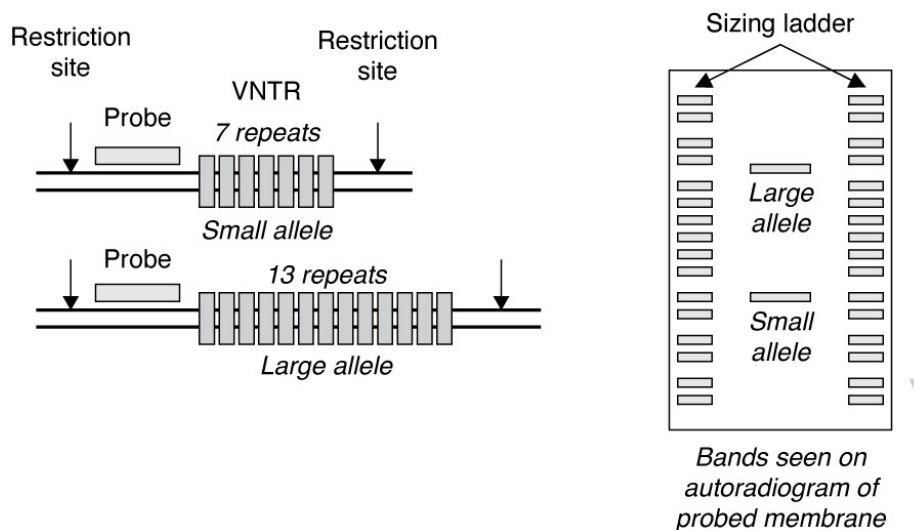 Restriction
site
Restriction
site
VNTR
Probe
7 repeats
Small allele
Probe
13 repeats
Large allele
Sizing ladder
Large
allele
Small
allele
Bands seen on
autoradiogram of
probed membrane